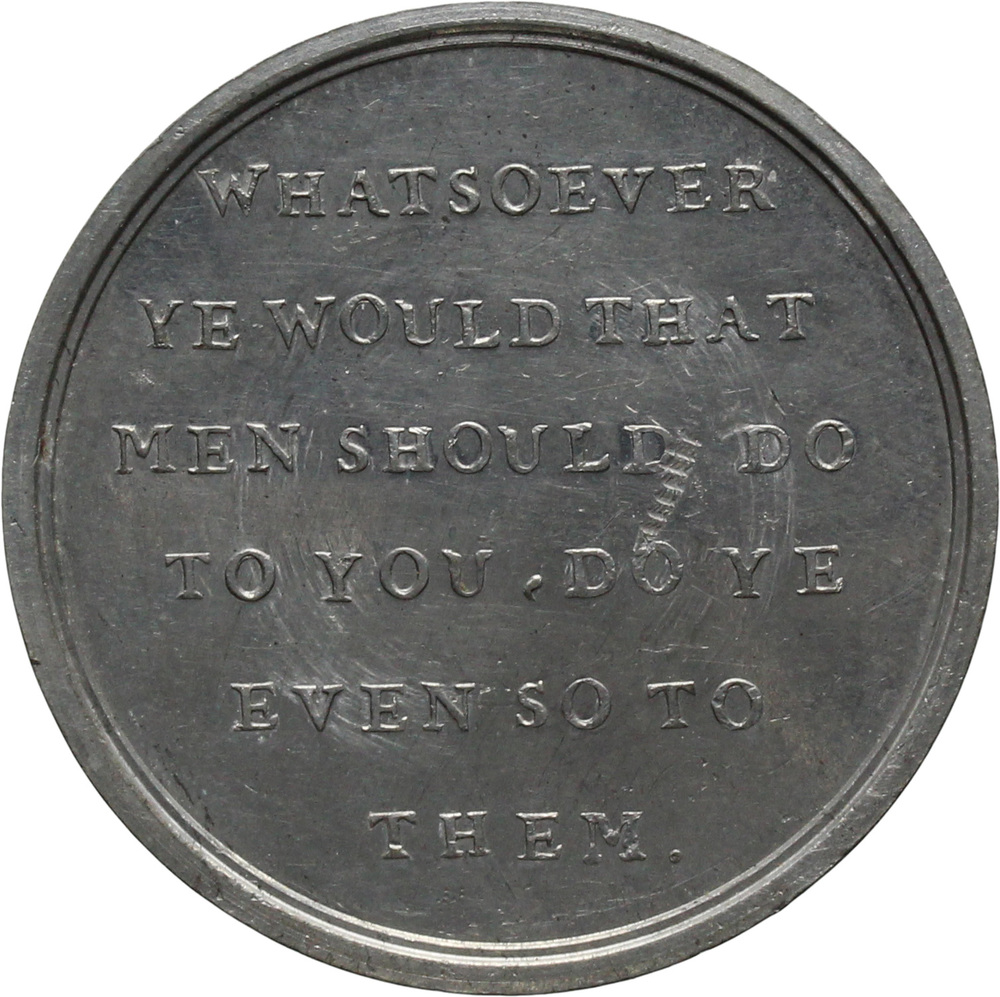 WHATSOEVER
YE WOULD THAT
MEN SHOULD DO
TO YOU, DO YE
EVEN SO TO
THEM.